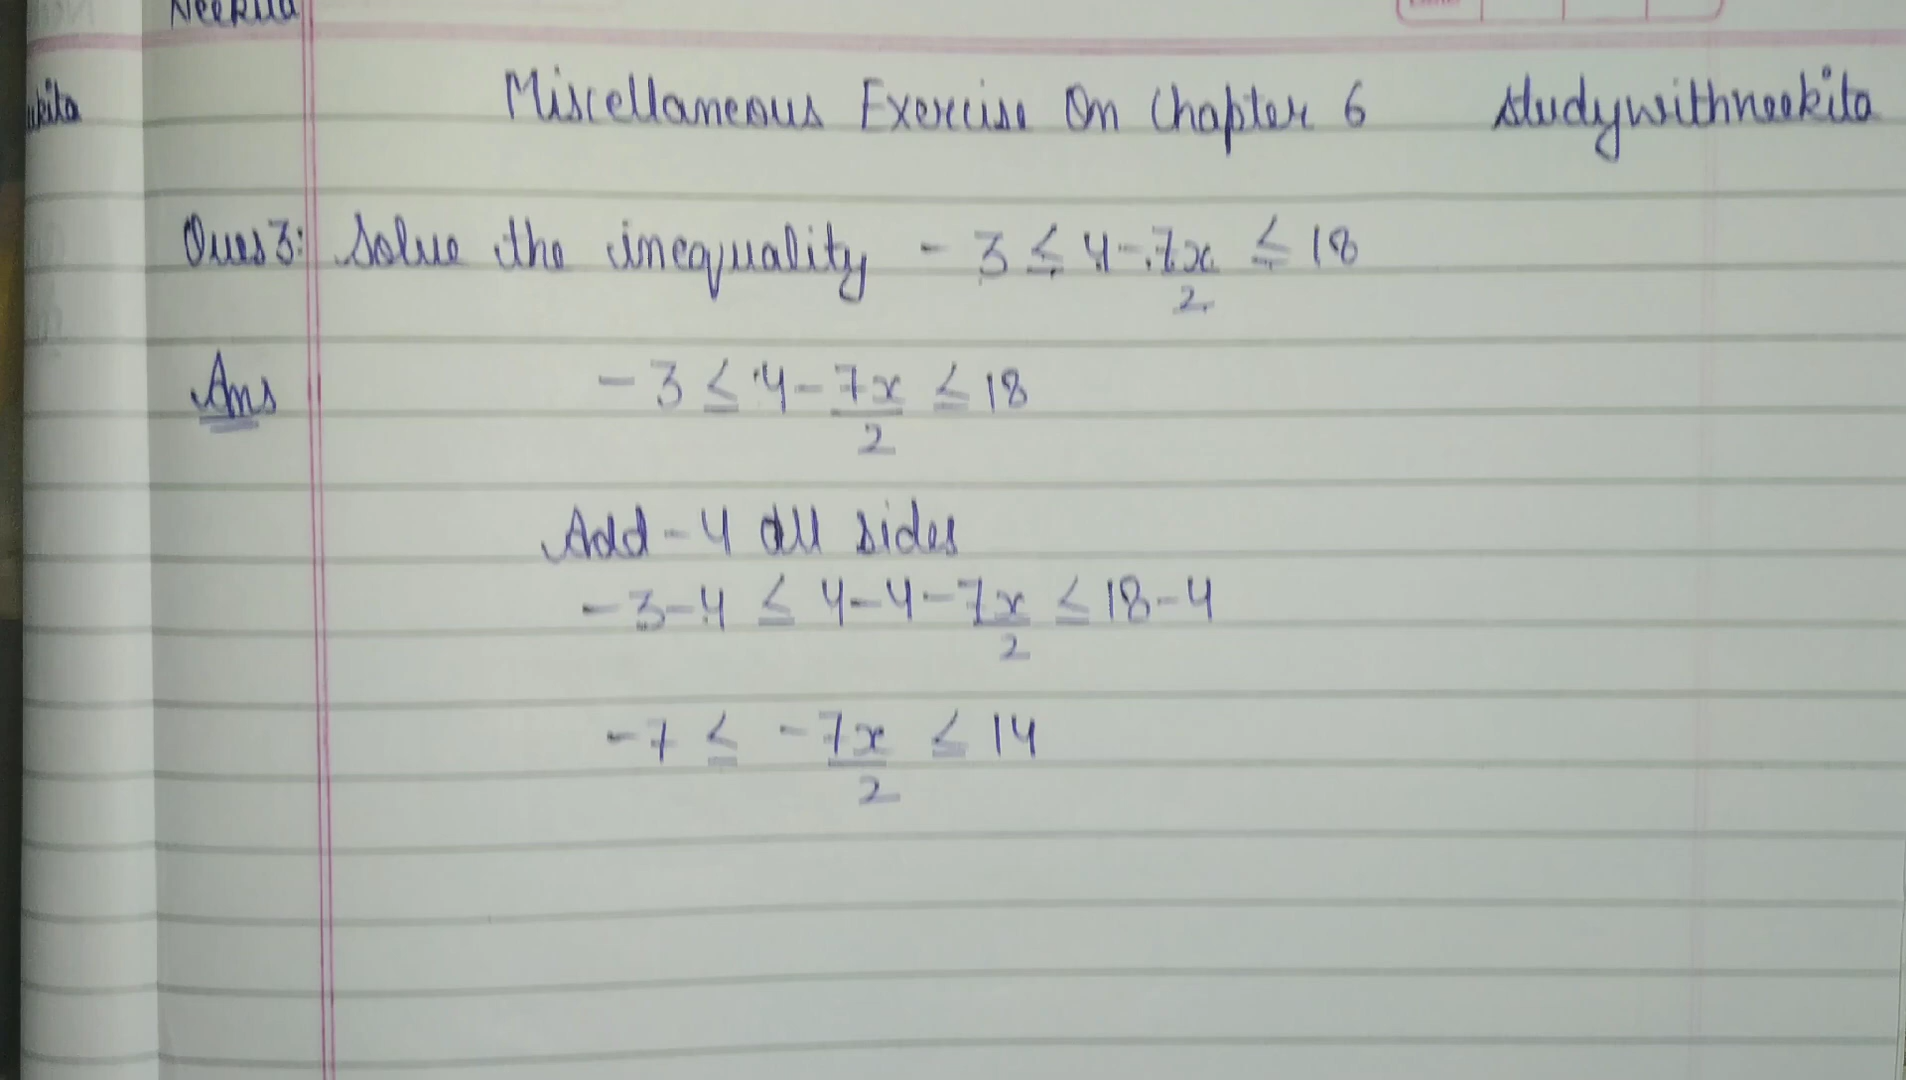 Neekita
Miscellaneous Exercise On Chapter 6 studywithneekita
Ques 3: Solve the inequality - 3 ≤ 4 - 7x/2 ≤ 18
Ans - 3 ≤ 4 - 7x/2 ≤ 18
Add - 4 all sides
- 3 - 4 ≤ 4 - 4 - 7x/2 ≤ 18 - 4
- 7 ≤ - 7x/2 ≤ 14